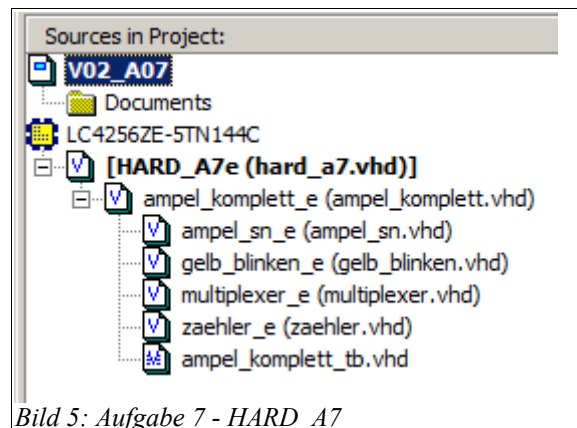 Sources in Project:
V02_A07
Documents
LC4256ZE-5TN144C
[HARD_A7e (hard_a7.vhd)]
ampel_komplett_e (ampel_komplett.vhd)
ampel_sn_e (ampel_sn.vhd)
gelb_blinken_e (gelb_blinken.vhd)
multiplexer_e (multiplexer.vhd)
zaehler_e (zaehler.vhd)
ampel_komplett_tb.vhd
Bild 5: Aufgabe 7 - HARD_A7